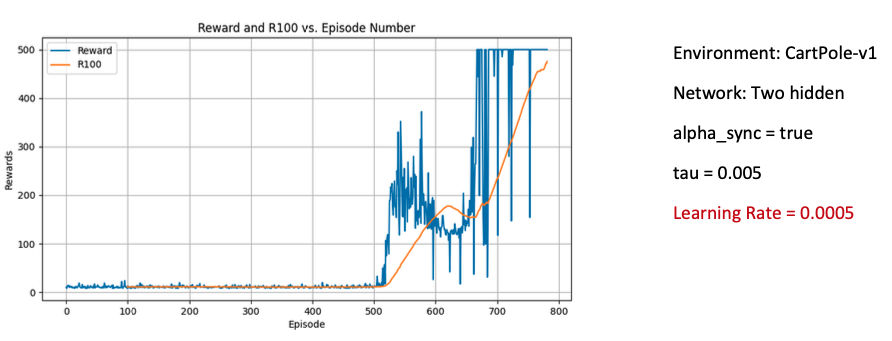 Reward and R100 vs. Episode Number
Reward
R100
500
400
300
200
100
0
Rewards
0
100
200
300
400
500
600
700
800
Episode
Environment: CartPole-v1
Network: Two hidden
alpha_sync = true
tau = 0.005
Learning Rate = 0.0005